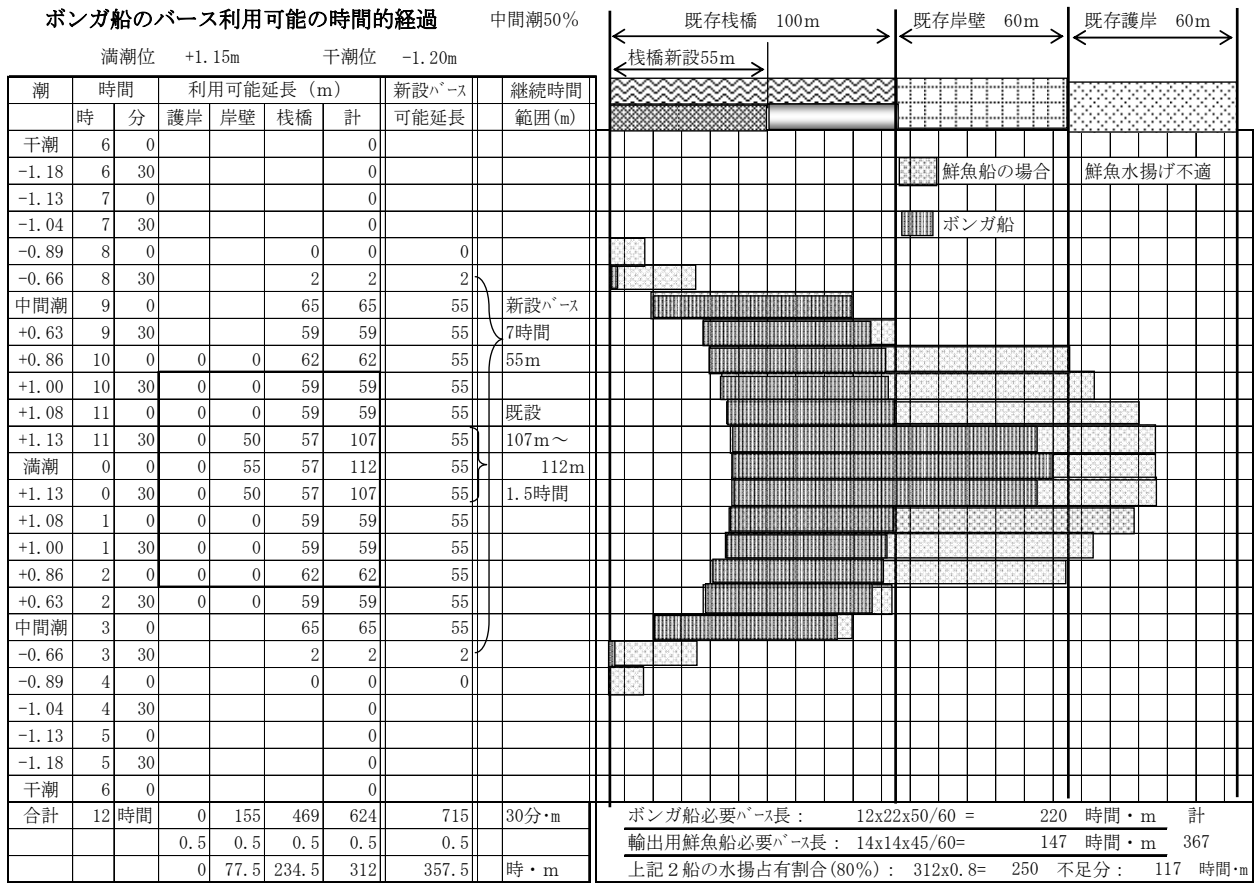 ボンガ船のバース利用可能の時間的経過 中間潮50%
満潮位 +1.15m 干潮位 -1.20m
既存桟橋 100m 既存岸壁 60m 既存護岸 60m
桟橋新設55m
潮 時間 利用可能延長 (m) 新設バース 継続時間
時 分 護岸 岸壁 桟橋 計 可能延長 範囲(m)
干潮 6 0 0
-1.18 6 30 0 鮮魚船の場合 鮮魚水揚げ不適
-1.13 7 0 0
-1.04 7 30 0 ボンガ船
-0.89 8 0 0 0 0
-0.66 8 30 2 2 2
中間潮 9 0 65 65 55 新設バース
+0.63 9 30 59 59 55 7時間
+0.86 10 0 0 0 62 62 55 55m
+1.00 10 30 0 0 59 59 55
+1.08 11 0 0 0 59 59 55 既設
+1.13 11 30 0 50 57 107 55 107m~
満潮 0 0 0 55 57 112 55 112m
+1.13 0 30 0 50 57 107 55 1.5時間
+1.08 1 0 0 0 59 59 55
+1.00 1 30 0 0 59 59 55
+0.86 2 0 0 0 62 62 55
+0.63 2 30 0 0 59 59 55
中間潮 3 0 65 65 55
-0.66 3 30 2 2 2
-0.89 4 0 0 0 0
-1.04 4 30 0
-1.13 5 0 0
-1.18 5 30 0
干潮 6 0 0
合計 12 時間 0 155 469 624 715 30分・m
0.5 0.5 0.5 0.5 0.5
0 77.5 234.5 312 357.5 時・m
ボンガ船必要バース長: 12x22x50/60 = 220 時間・m 計
輸出用鮮魚船必要バース長: 14x14x45/60= 147 時間・m 367
上記2船の水揚占有割合(80%): 312x0.8= 250 不足分: 117 時間・m